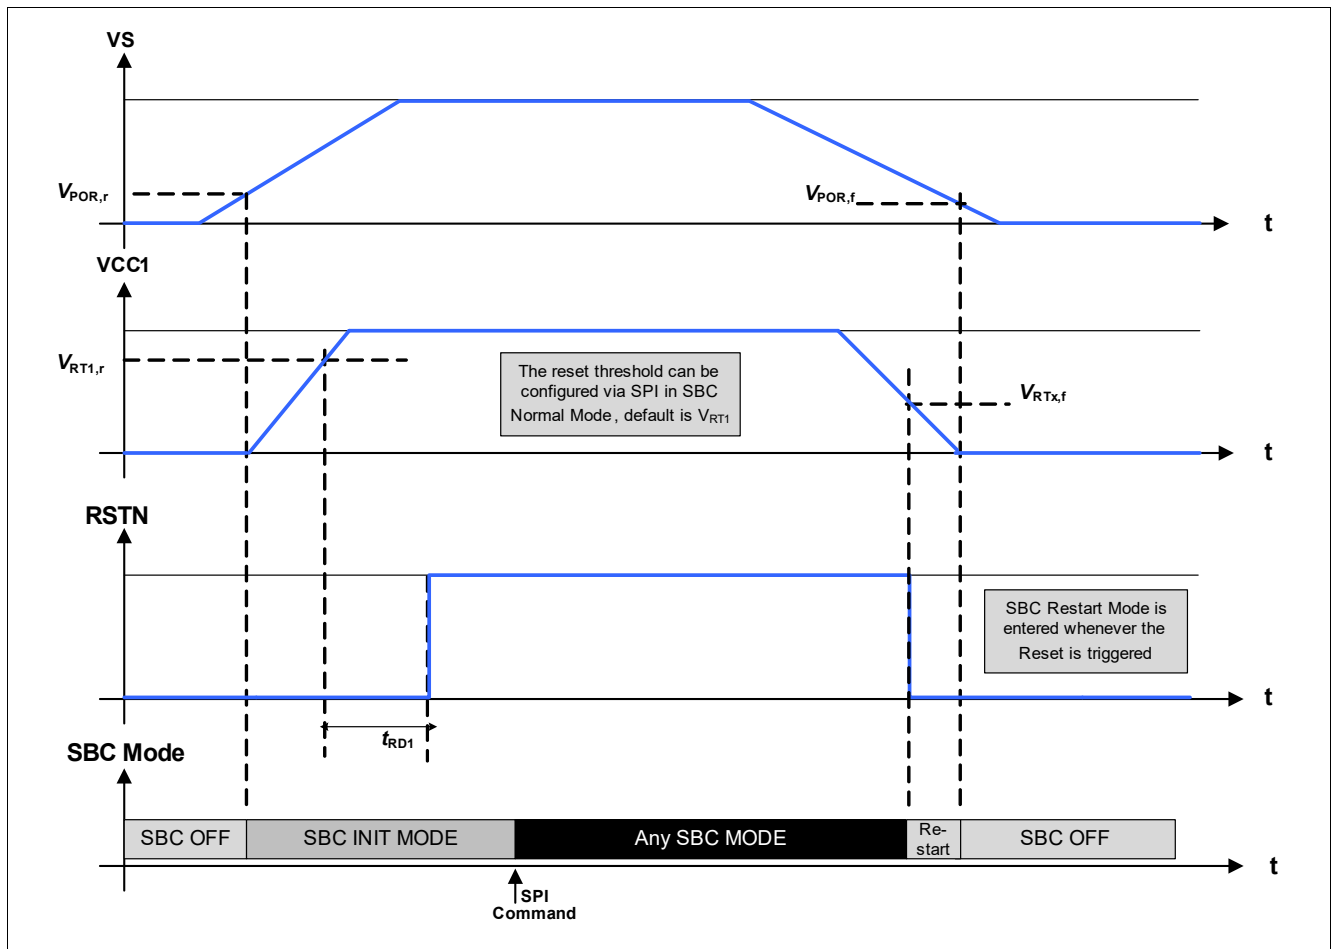 VS
VPOR,r
VPOR,f
t
VCC1
VRT1,r
The reset threshold can be
configured via SPI in SBC
Normal Mode, default is VRT1
VRTx,f
t
RSTN
SBC Restart Mode is
entered whenever the
Reset is triggered
t
tRD1
SBC Mode
SBC OFF
SBC INIT MODE
Any SBC MODE
Re-
start
SBC OFF
t
SPI
Command